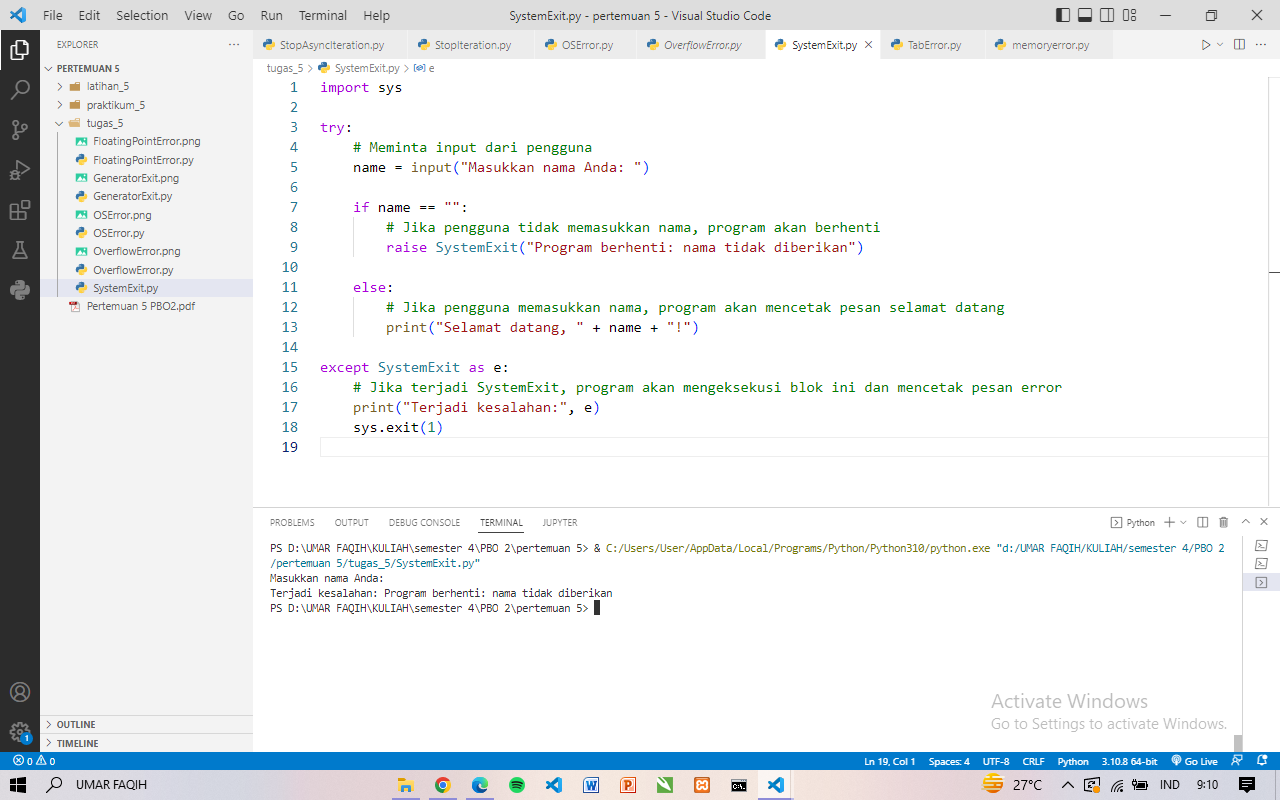 File Edit Selection View Go Run Terminal Help
SystemExit.py - pertemuan 5 - Visual Studio Code
EXPLORER
PERTEMUAN 5
latihan_5
praktikum_5
tugas_5
FloatingPointError.png
FloatingPointError.py
GeneratorExit.png
GeneratorExit.py
OSError.png
OSError.py
OverflowError.png
OverflowError.py
SystemExit.py
Pertemuan 5 PBO2.pdf
OUTLINE
TIMELINE
StopAsyncIteration.py StopIteration.py OSError.py OverflowError.py SystemExit.py TabError.py memoryerror.py
tugas_5 > SystemExit.py > e
1 import sys
2
3 try:
4     # Meminta input dari pengguna
5     name = input("Masukkan nama Anda: ")
6
7     if name == "":
8         # Jika pengguna tidak memasukkan nama, program akan berhenti
9         raise SystemExit("Program berhenti: nama tidak diberikan")
10
11     else:
12         # Jika pengguna memasukkan nama, program akan mencetak pesan selamat datang
13         print("Selamat datang, " + name + "!")
14
15 except SystemExit as e:
16     # Jika terjadi SystemExit, program akan mengeksekusi blok ini dan mencetak pesan error
17     print("Terjadi kesalahan:", e)
18     sys.exit(1)
19
PROBLEMS OUTPUT DEBUG CONSOLE TERMINAL JUPYTER
Python
PS D:\UMAR FAQIH\KULIAH\semester 4\PBO 2\pertemuan 5> & C:/Users/User/AppData/Local/Programs/Python/Python310/python.exe "d:/UMAR FAQIH/KULIAH/semester 4/PBO 2
/pertemuan 5/tugas_5/SystemExit.py"
Masukkan nama Anda:
Terjadi kesalahan: Program berhenti: nama tidak diberikan
PS D:\UMAR FAQIH\KULIAH\semester 4\PBO 2\pertemuan 5>
Activate Windows
Go to Settings to activate Windows.
1
0 0
Ln 19, Col 1 Spaces: 4 UTF-8 CRLF Python 3.10.8 64-bit Go Live
UMAR FAQIH
27°C IND 9:10